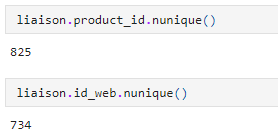 liaison.product_id.nunique()
825
liaison.id_web.nunique()
734